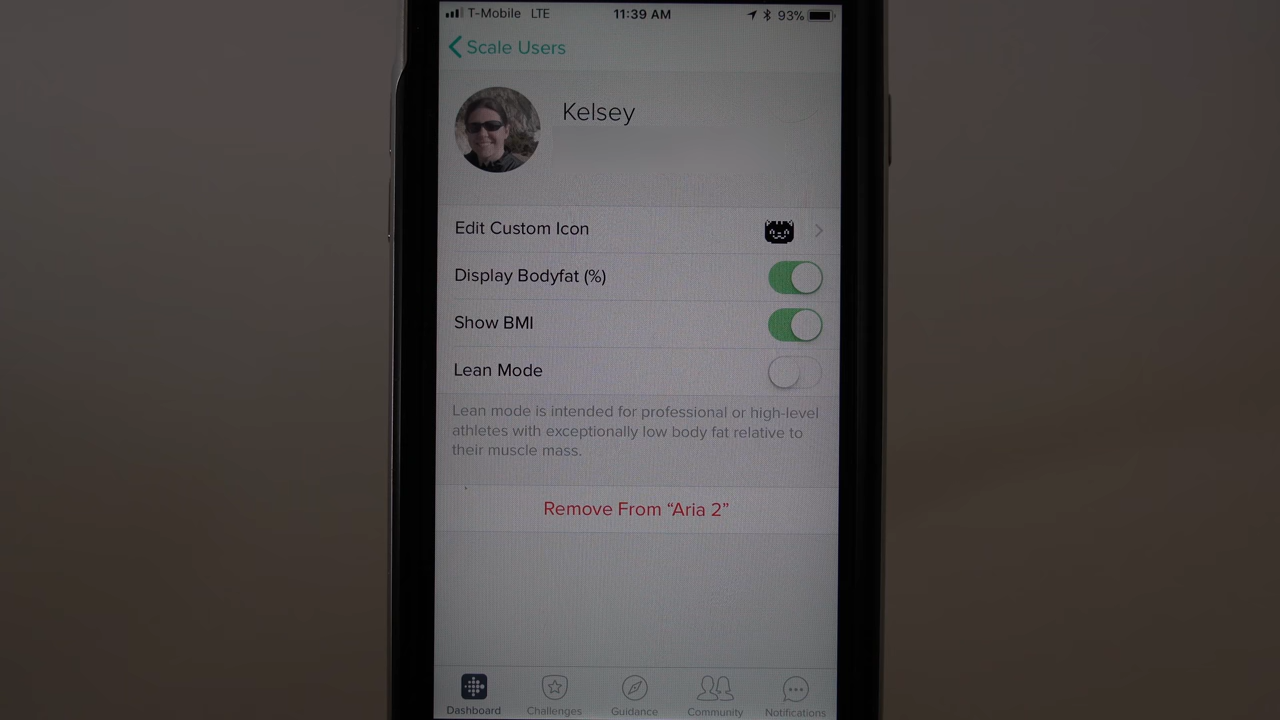 T-Mobile LTE 11:39 AM 93%
Scale Users
Kelsey
Edit Custom Icon
Display Bodyfat (%)
Show BMI
Lean Mode
Lean mode is intended for professional or high-level
athletes with exceptionally low body fat relative to
their muscle mass.
Remove From “Aria 2”
Dashboard Challenges Guidance Community Notifications